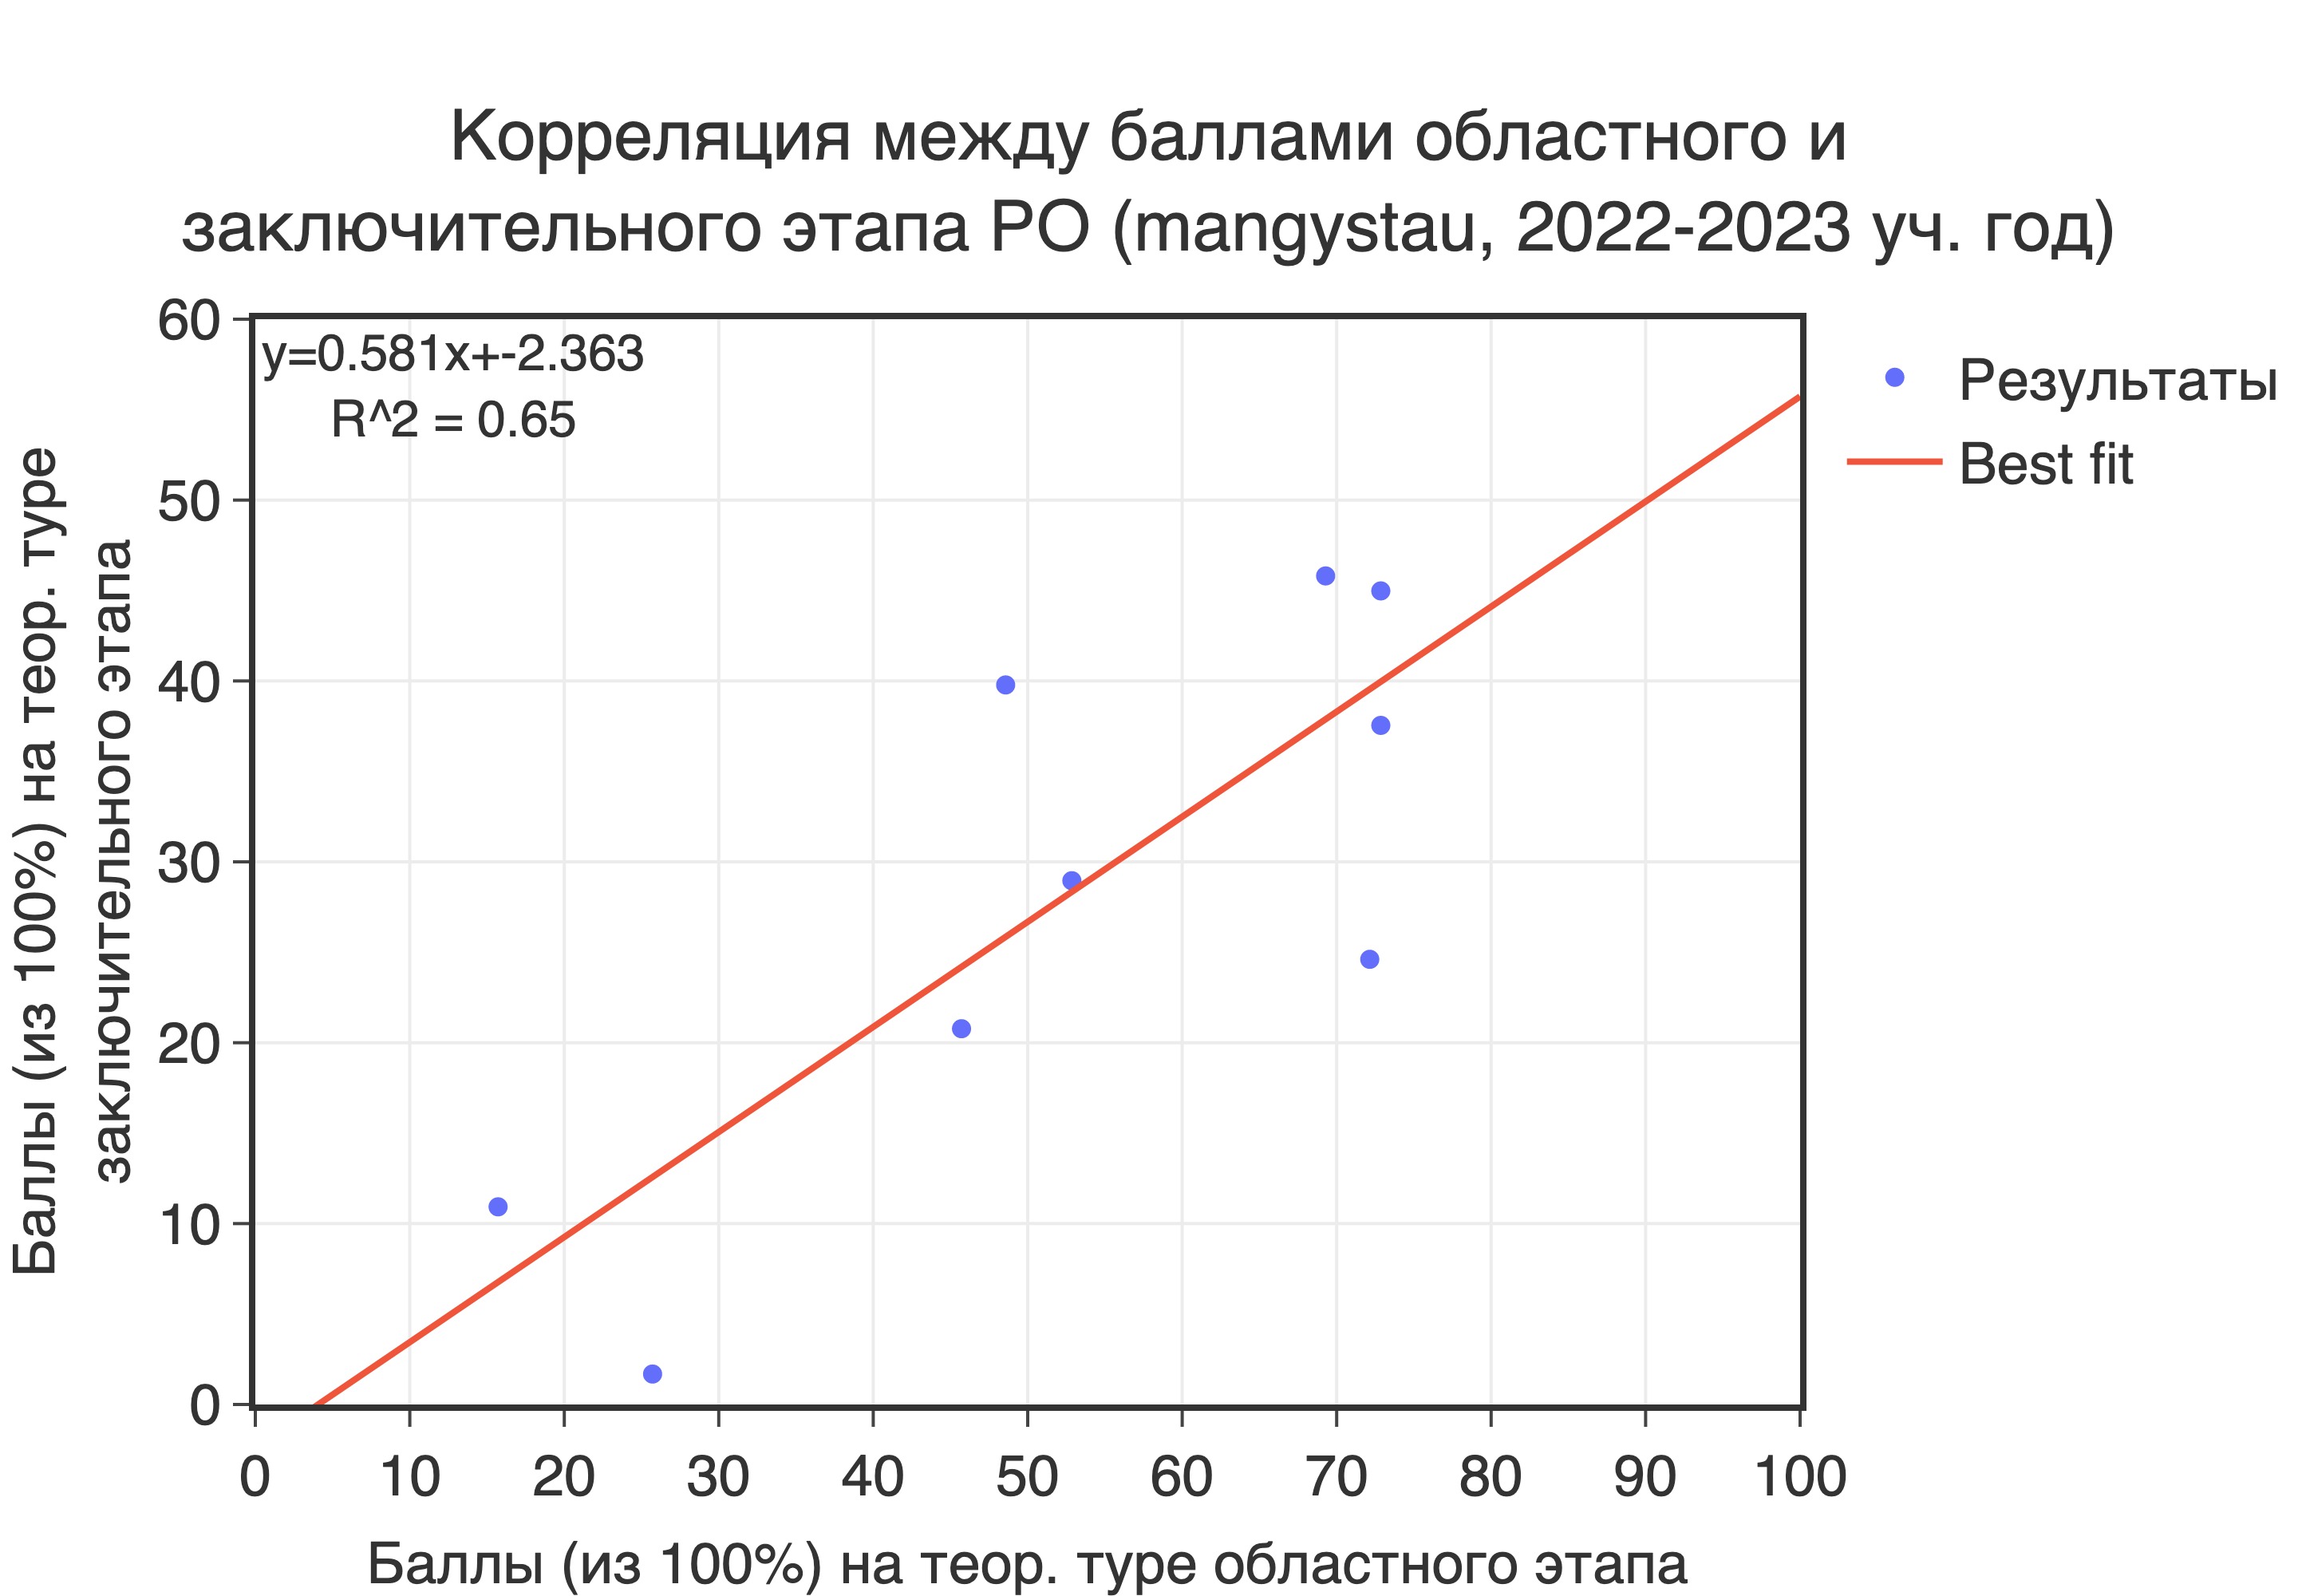 Корреляция между баллами областного и
заключительного этапа РО (mangystau, 2022-2023 уч. год)
y=0.581x+-2.363
R^2 = 0.65
Результаты
Best fit
Баллы (из 100%) на теор. туре
заключительного этапа
60
50
40
30
20
10
0
0 10 20 30 40 50 60 70 80 90 100
Баллы (из 100%) на теор. туре областного этапа